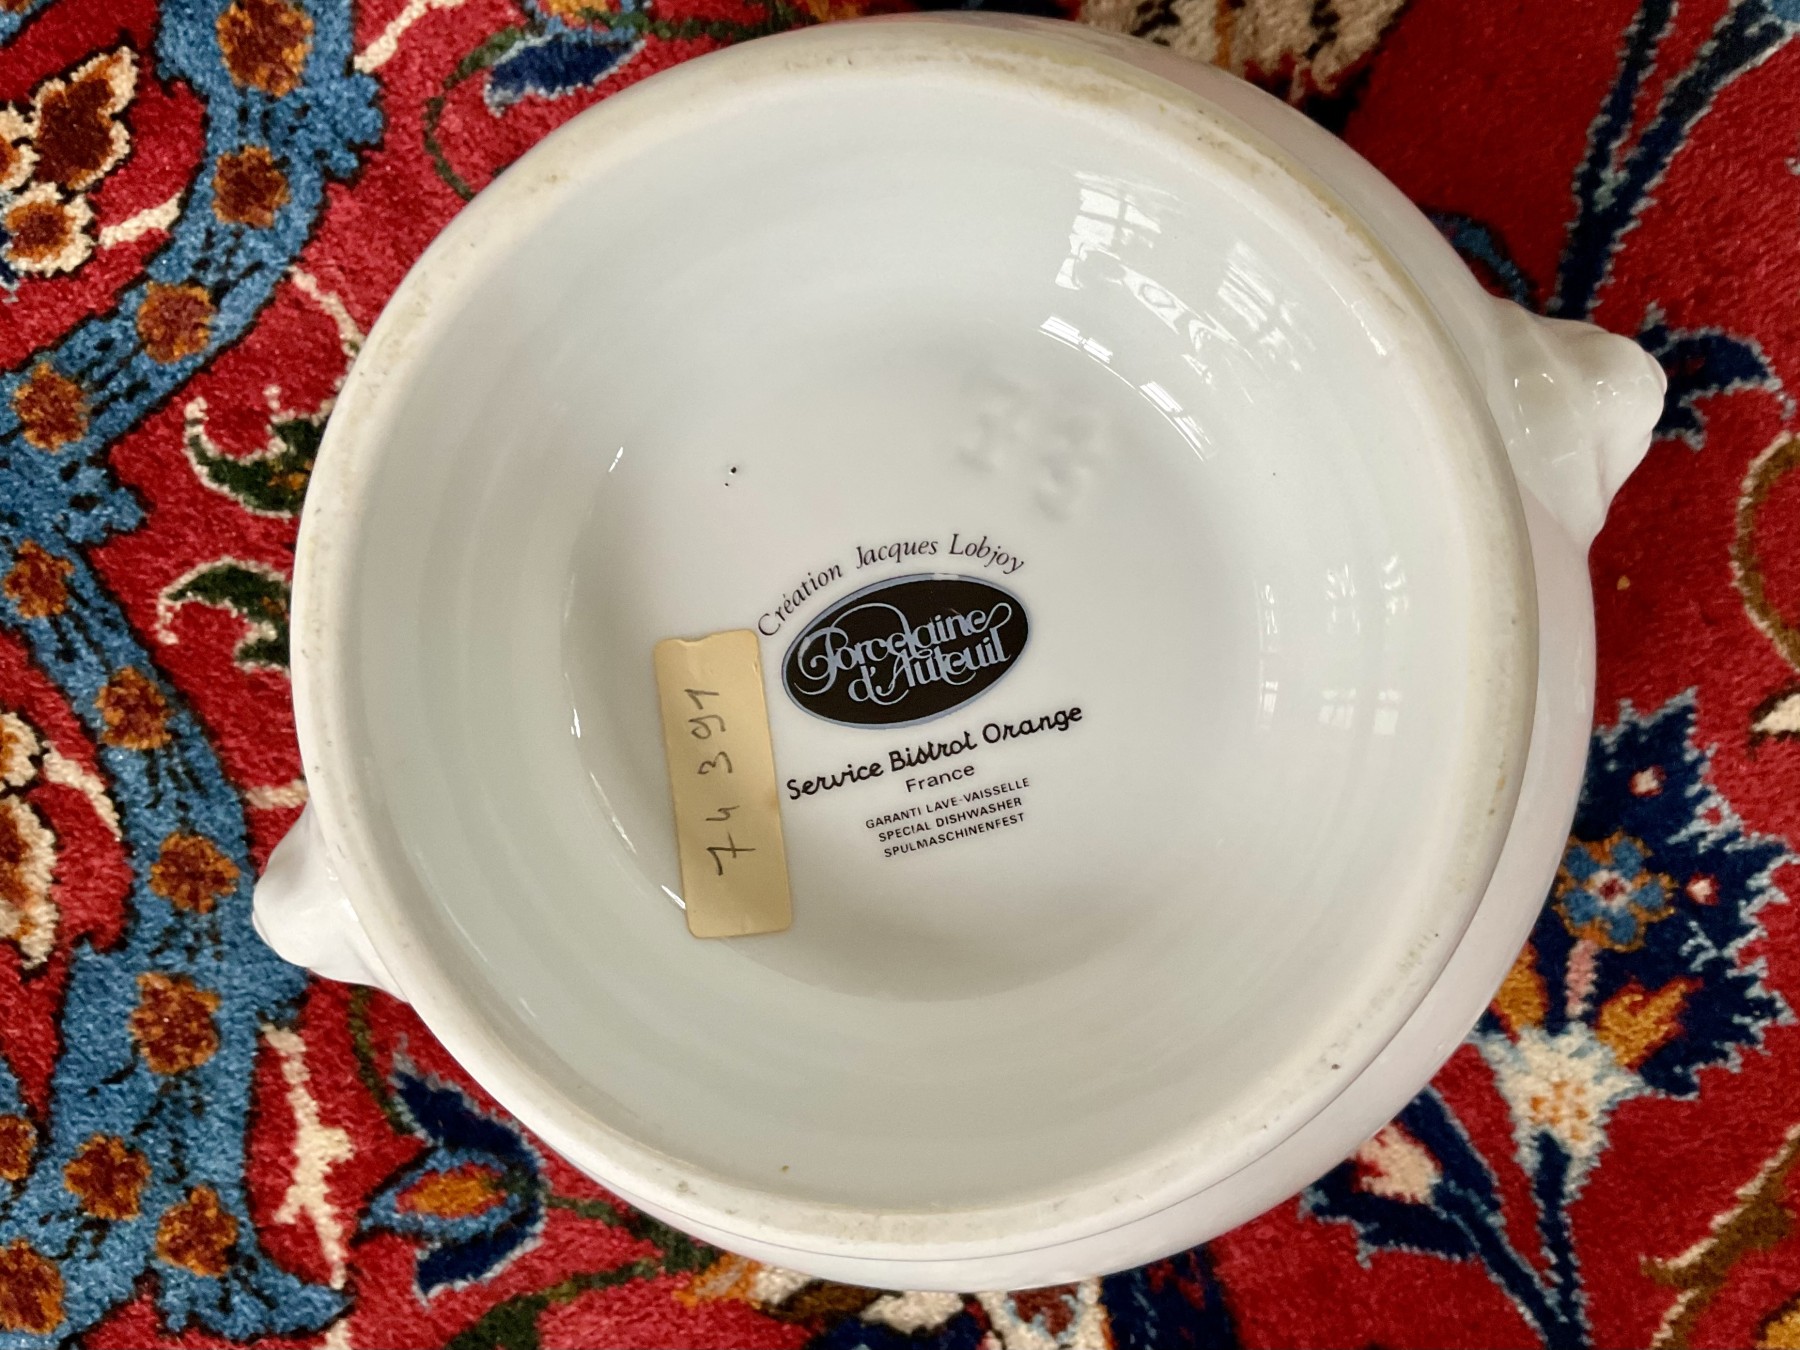 Création Jacques Lobjoy
Porcelaine
d'Auteuil
Service Bistrot Orange
France
GARANTI LAVE-VAISSELLE
SPECIAL DISHWASHER
SPULMASCHINENFEST
74391